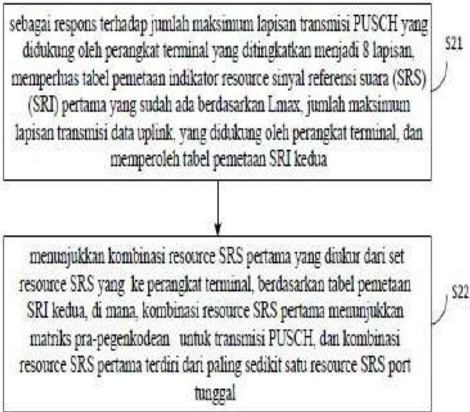 sebagai respons terhadap jumlah maksimum lapisan transmisi PUSCH yang
didukung oleh perangkat terminal yang ditingkatkan menjadi 8 lapisan,
memperluas tabel pemetaan indikator resource sinyal referensi suara (SRS)
(SRI) pertama yang sudah ada berdasarkan Lmax, jumlah maksimum
lapisan transmisi data uplink, yang didukung oleh perangkat terminal, dan
memperoleh tabel pemetaan SRI kedua
S21
menunjukkan kombinasi resource SRS pertama yang diukur dari set
resource SRS yang ke perangkat terminal, berdasarkan tabel pemetaan
SRI kedua, di mana, kombinasi resource SRS pertama menunjukkan
matriks pra-pegenkodean untuk transmisi PUSCH, dan kombinasi
resource SRS pertama terdiri dari paling sedikit satu resource SRS port
tunggal
S22